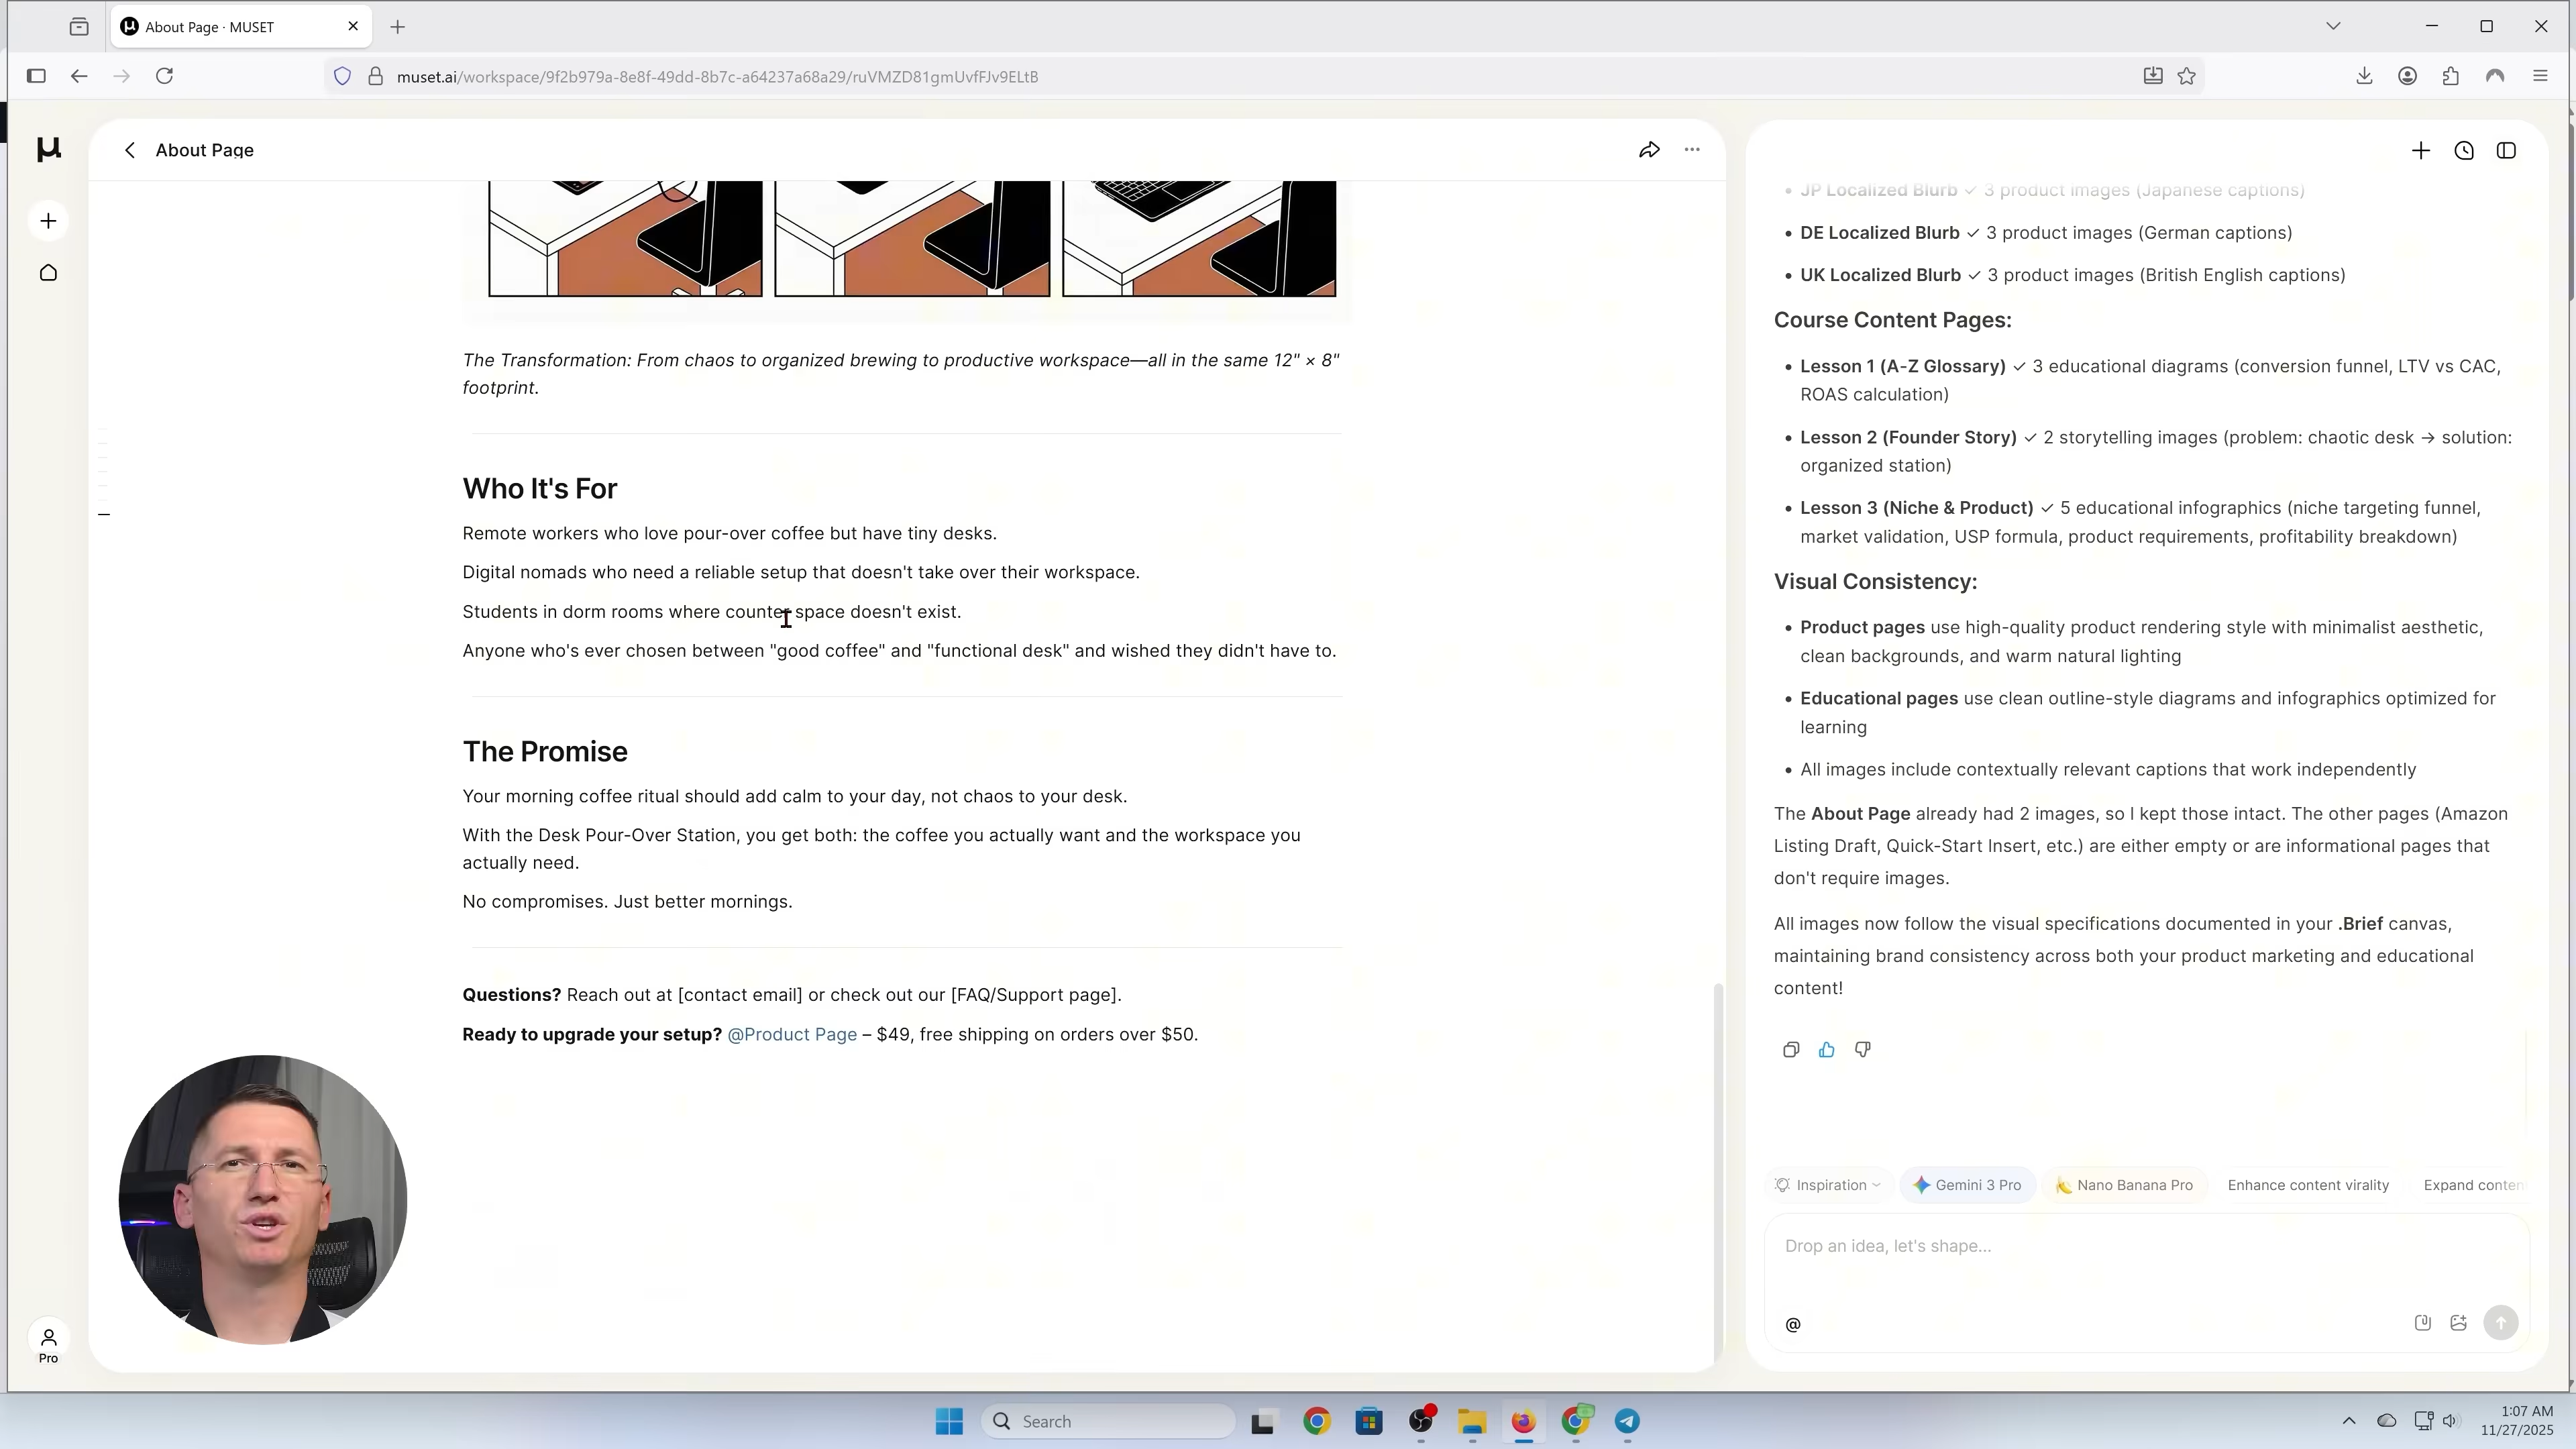 About Page · MUSET
muset.ai/workspace/9f2b979a-8e8f-49dd-8b7c-a64237a68a29/ruVMZD81gmUvfFJv9ELtB
µ
About Page
The Transformation: From chaos to organized brewing to productive workspace—all in the same 12" × 8"
footprint.
Who It's For
Remote workers who love pour-over coffee but have tiny desks.
Digital nomads who need a reliable setup that doesn't take over their workspace.
Students in dorm rooms where counter space doesn't exist.
Anyone who's ever chosen between "good coffee" and "functional desk" and wished they didn't have to.
The Promise
Your morning coffee ritual should add calm to your day, not chaos to your desk.
With the Desk Pour-Over Station, you get both: the coffee you actually want and the workspace you
actually need.
No compromises. Just better mornings.
Questions? Reach out at [contact email] or check out our [FAQ/Support page].
Ready to upgrade your setup? @Product Page – $49, free shipping on orders over $50.
Pro
• JP Localized Blurb ✓ 3 product images (Japanese captions)
• DE Localized Blurb ✓ 3 product images (German captions)
• UK Localized Blurb ✓ 3 product images (British English captions)
Course Content Pages:
• Lesson 1 (A-Z Glossary) ✓ 3 educational diagrams (conversion funnel, LTV vs CAC,
ROAS calculation)
• Lesson 2 (Founder Story) ✓ 2 storytelling images (problem: chaotic desk → solution:
organized station)
• Lesson 3 (Niche & Product) ✓ 5 educational infographics (niche targeting funnel,
market validation, USP formula, product requirements, profitability breakdown)
Visual Consistency:
• Product pages use high-quality product rendering style with minimalist aesthetic,
clean backgrounds, and warm natural lighting
• Educational pages use clean outline-style diagrams and infographics optimized for
learning
• All images include contextually relevant captions that work independently
The About Page already had 2 images, so I kept those intact. The other pages (Amazon
Listing Draft, Quick-Start Insert, etc.) are either empty or are informational pages that
don't require images.
All images now follow the visual specifications documented in your .Brief canvas,
maintaining brand consistency across both your product marketing and educational
content!
Inspiration Gemini 3 Pro Nano Banana Pro Enhance content virality Expand conten
Drop an idea, let's shape...
@
Search
1:07 AM
11/27/2025